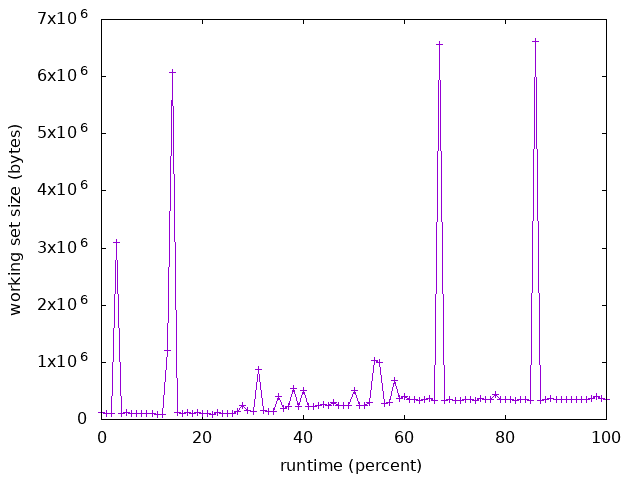 7x10⁶
6x10⁶
5x10⁶
4x10⁶
3x10⁶
2x10⁶
1x10⁶
0
working set size (bytes)
0 20 40 60 80 100
runtime (percent)